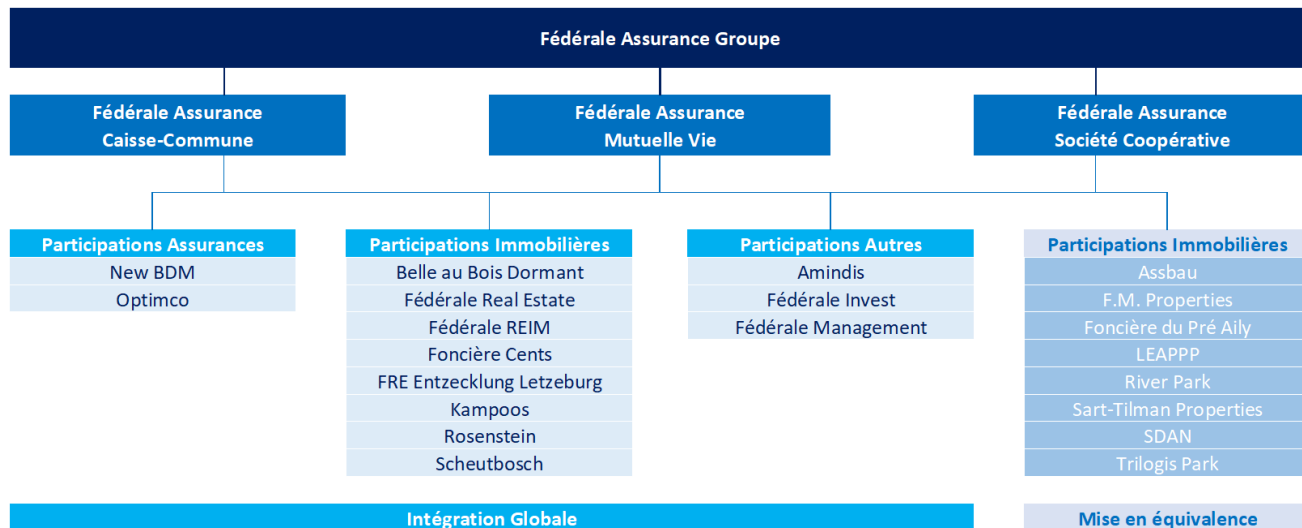 Fédérale Assurance Groupe
Fédérale Assurance
Caisse-Commune
Fédérale Assurance
Mutuelle Vie
Fédérale Assurance
Société Coopérative
Participations Assurances
New BDM
Optimco
Participations Immobilières
Belle au Bois Dormant
Fédérale Real Estate
Fédérale REIM
Foncière Cents
FRE Entzecklung Letzeburg
Kampoos
Rosenstein
Scheutbosch
Participations Autres
Amindis
Fédérale Invest
Fédérale Management
Participations Immobilières
Assbau
F.M. Properties
Foncière du Pré Aily
LEAPPP
River Park
Sart-Tilman Properties
SDAN
Trilogis Park
Intégration Globale
Mise en équivalence